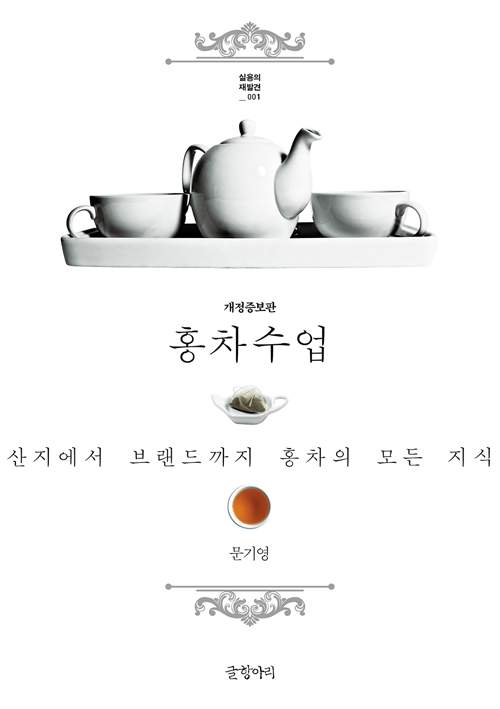 실용의
재발견
_ 001
개정증보판
홍차수업
산지에서 브랜드까지 홍차의 모든 지식
문기영
글항아리